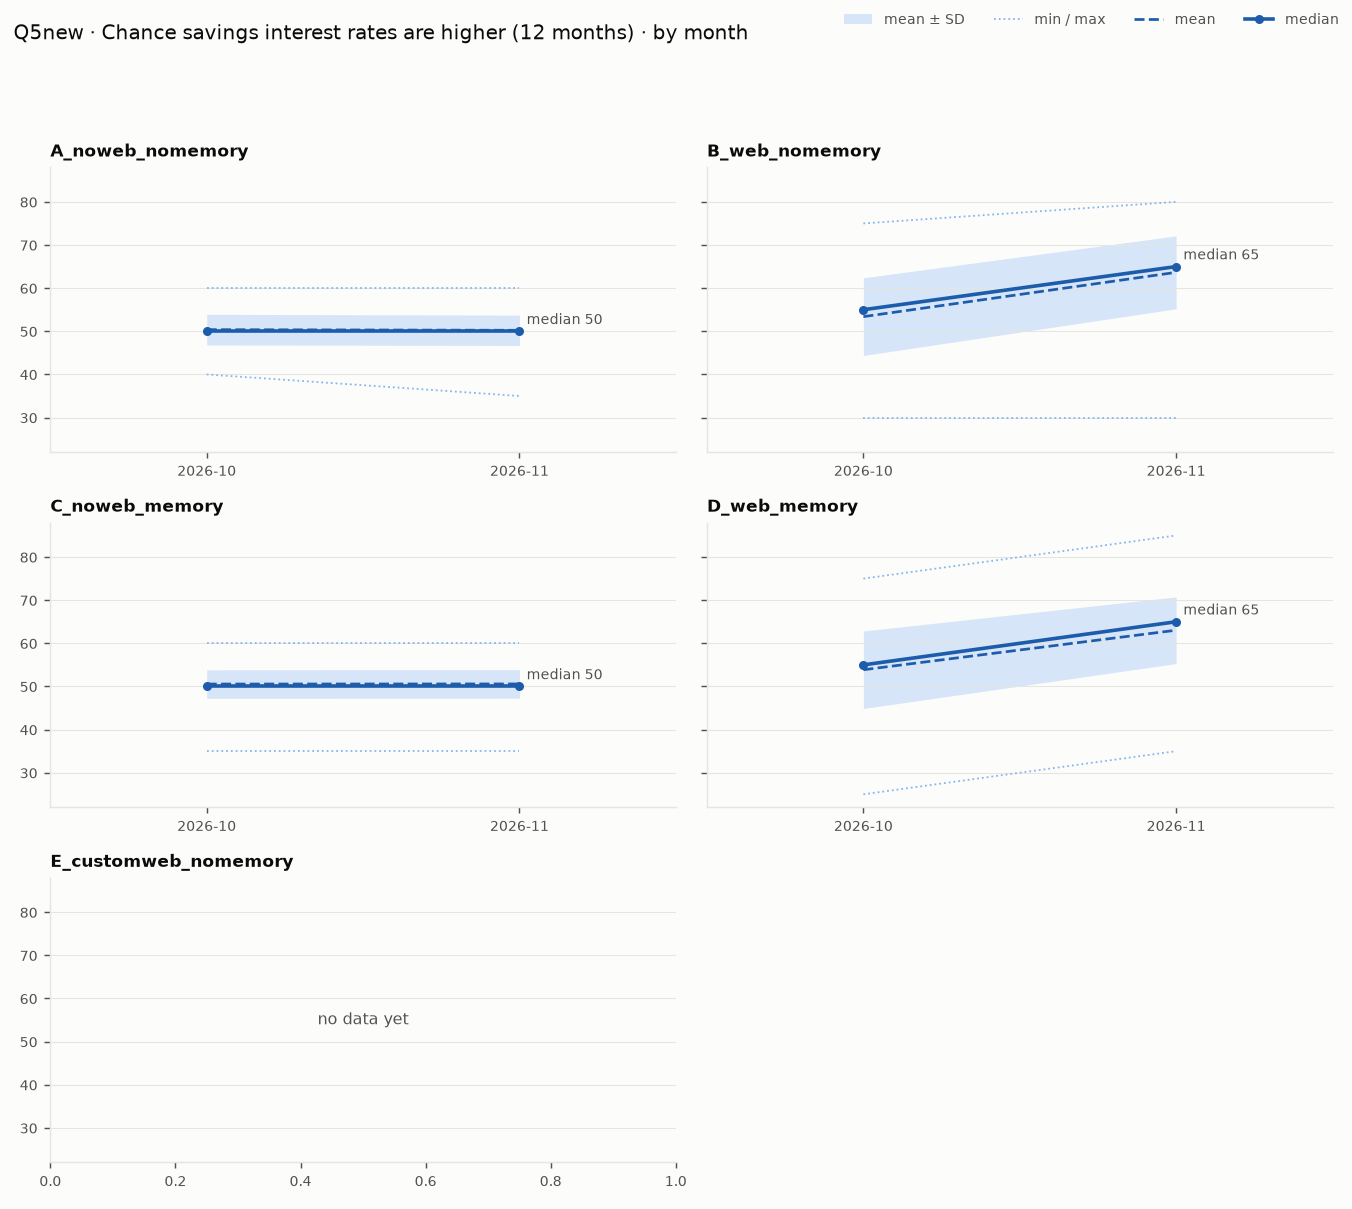 Q5new · Chance savings interest rates are higher (12 months) · by month
mean ± SD
min / max
mean
median
A_noweb_nomemory
80
70
60
50
40
30
median 50
2026-10
2026-11
B_web_nomemory
median 65
2026-10
2026-11
C_noweb_memory
80
70
60
50
40
30
median 50
2026-10
2026-11
D_web_memory
median 65
2026-10
2026-11
E_customweb_nomemory
80
70
60
50
40
30
no data yet
0.0
0.2
0.4
0.6
0.8
1.0